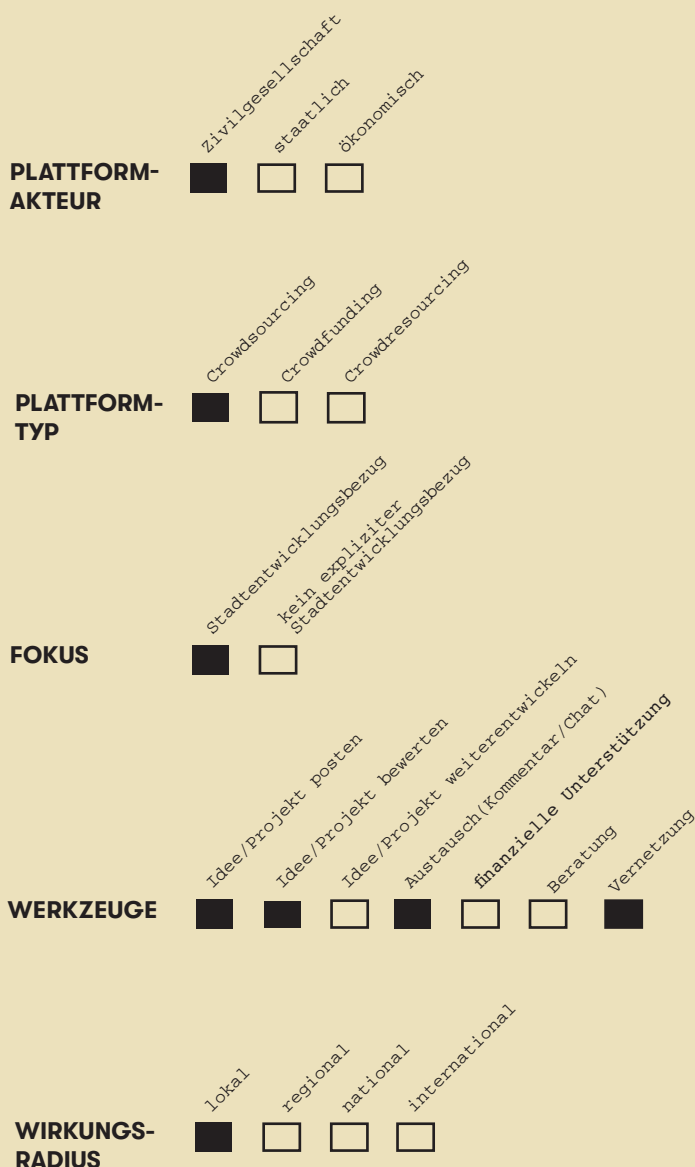 Zivilgesellschaft
staatlich
ökonomisch
PLATTFORM-
AKTEUR
Crowdsourcing
Crowdfunding
Crowdresourcing
PLATTFORM-
TYP
Stadtentwicklungsbezug
kein expliziter
Stadtentwicklungsbezug
FOKUS
Idee/Projekt posten
Idee/Projekt bewerten
Idee/Projekt weiterentwickeln
Austausch(Kommentar/Chat)
finanzielle Unterstützung
Beratung
Vernetzung
WERKZEUGE
lokal
regional
national
international
WIRKUNGS-
RADIUS